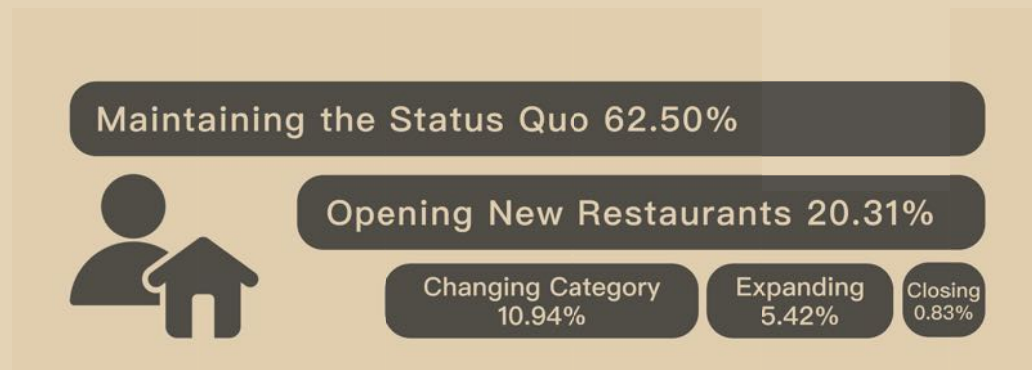 Maintaining the Status Quo 62.50%
Opening New Restaurants 20.31%
Changing Category
10.94%
Expanding
5.42%
Closing
0.83%